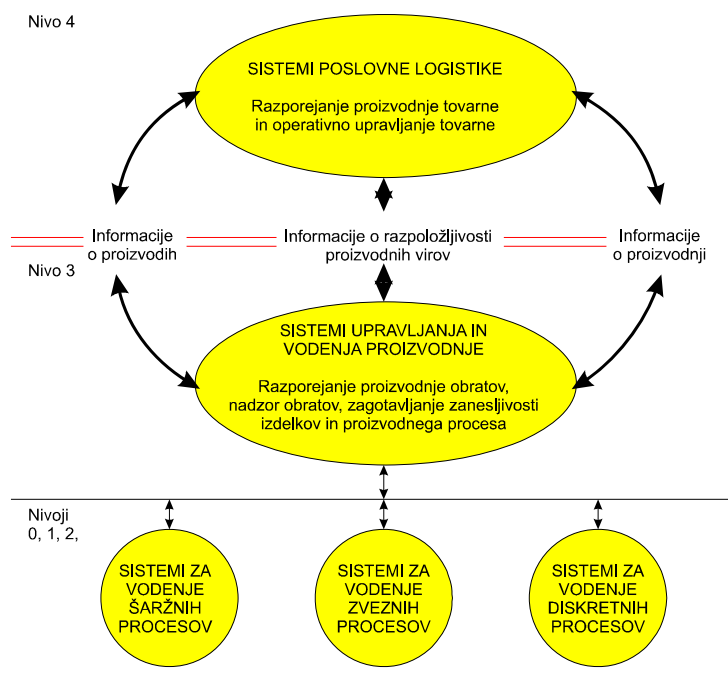 Nivo 4
SISTEMI POSLOVNE LOGISTIKE
Razporejanje proizvodnje tovarne
in operativno upravljanje tovarne
Informacije
o proizvodih
Informacije o razpoložljivosti
proizvodnih virov
Informacije
o proizvodnji
Nivo 3
SISTEMI UPRAVLJANJA IN
VODENJA PROIZVODNJE
Razporejanje proizvodnje obratov,
nadzor obratov, zagotavljanje zanesljivosti
izdelkov in proizvodnega procesa
Nivoji
0, 1, 2,
SISTEMI ZA
VODENJE
ŠARŽNIH
PROCESOV
SISTEMI ZA
VODENJE
ZVEZNIH
PROCESOV
SISTEMI ZA
VODENJE
DISKRETNIH
PROCESOV